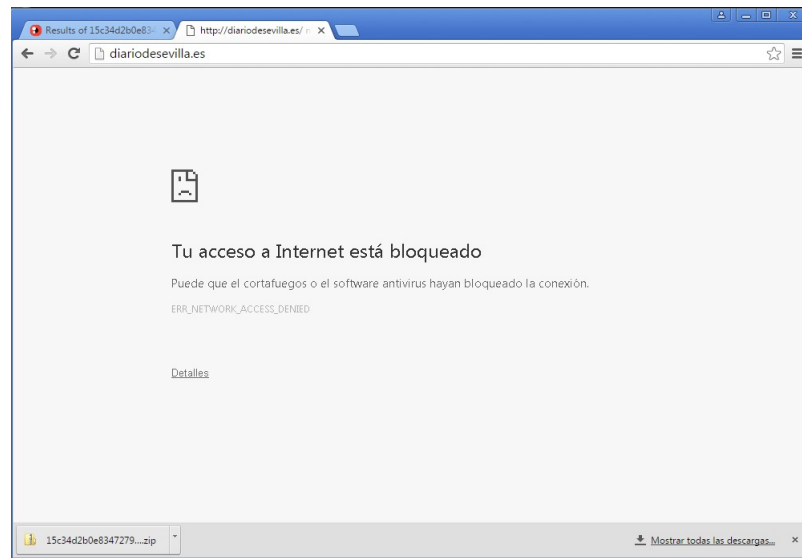 Results of 15c34d2b0e834
http://diariodesevilla.es/
diariodesevilla.es
Tu acceso a Internet está bloqueado
Puede que el cortafuegos o el software antivirus hayan bloqueado la conexión.
ERR_NETWORK_ACCESS_DENIED
Detalles
15c34d2b0e8347279....zip
Mostrar todas las descargas...